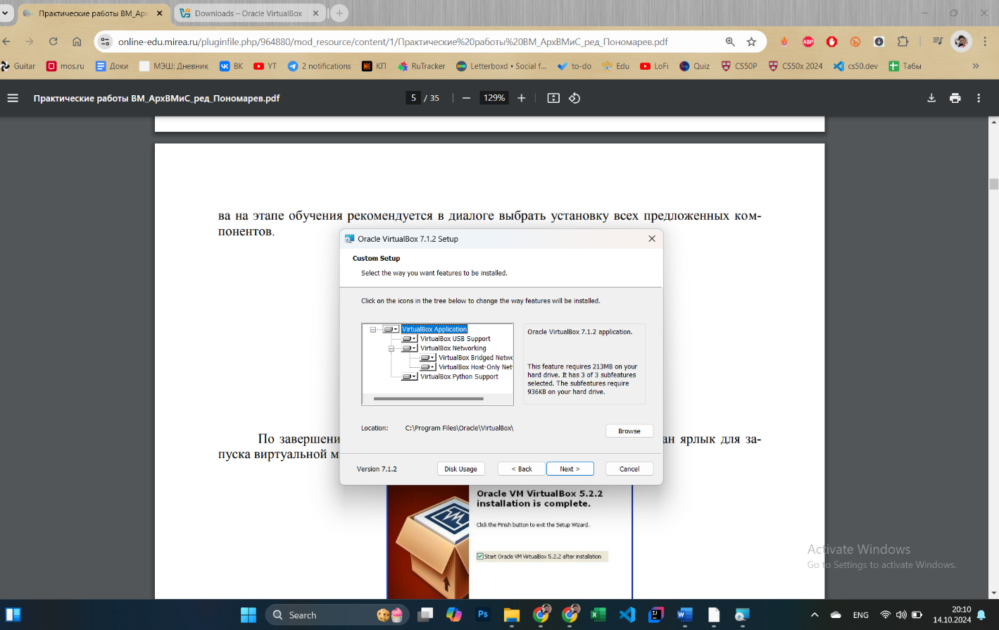 Практические работы ВМ_Арх
Downloads – Oracle VirtualBox
online-edu.mirea.ru/pluginfile.php/964880/mod_resource/content/1/Практические%20работы%20ВМ_АрхВМиС_ред_Пономарев.pdf
ABP
Guitar
mos.ru
Доки
МЭШ: Дневник
ВК
YT
2 notifications
КП
RuTracker
Letterboxd • Social f...
to-do
Edu
LoFi
Quiz
CS50P
CS50x 2024
cs50.dev
Табы
Практические работы ВМ_АрхВМиС_ред_Пономарев.pdf
5 / 35
129%
ва на этапе обучения рекомендуется в диалоге выбрать установку всех предложенных ком-
понентов.
Oracle VirtualBox 7.1.2 Setup
Custom Setup
Select the way you want features to be installed.
Click on the icons in the tree below to change the way features will be installed.
VirtualBox Application
VirtualBox USB Support
VirtualBox Networking
VirtualBox Bridged Netwo
VirtualBox Host-Only Net
VirtualBox Python Support
Oracle VirtualBox 7.1.2 application.
This feature requires 213MB on your
hard drive. It has 3 of 3 subfeatures
selected. The subfeatures require
936KB on your hard drive.
Location: C:\Program Files\Oracle\VirtualBox\
Browse
Version 7.1.2
Disk Usage
< Back
Next >
Cancel
По завершени
ан ярлык для за-
пуска виртуальной м
Oracle VM VirtualBox 5.2.2
installation is complete.
Click the Finish button to exit the Setup Wizard.
Start Oracle VM VirtualBox 5.2.2 after installation
Activate Windows
Go to Settings to activate Windows.
Search
Ps
ENG
20:10
14.10.2024